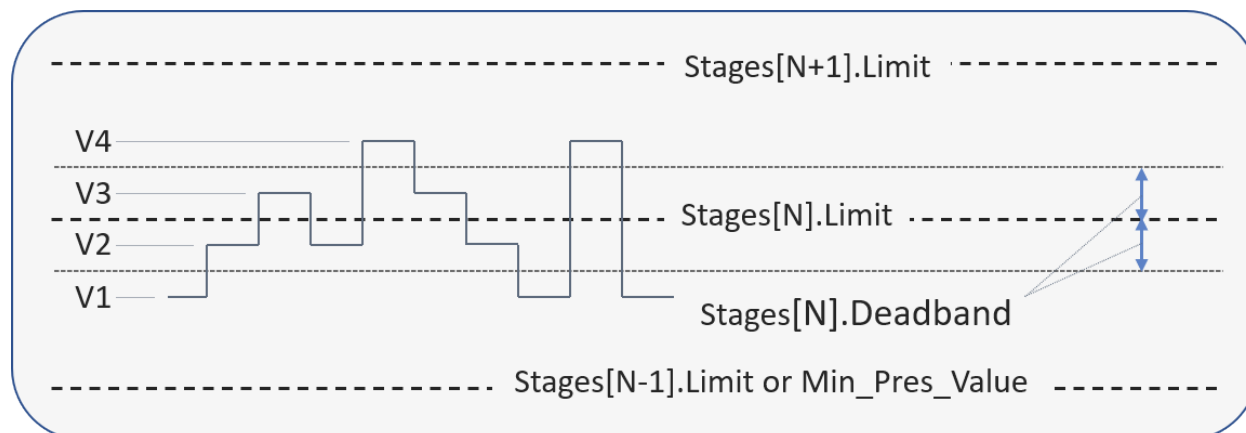 Stages[N+1].Limit
V4
V3
Stages[N].Limit
V2
V1
Stages[N].Deadband
Stages[N-1].Limit or Min_Pres_Value